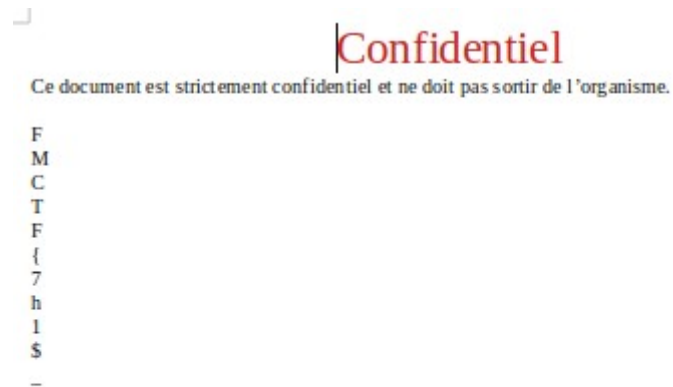 Confidentiel
Ce document est strictement confidentiel et ne doit pas sortir de l’organisme.
F
M
C
T
F
{
7
h
1
$
_